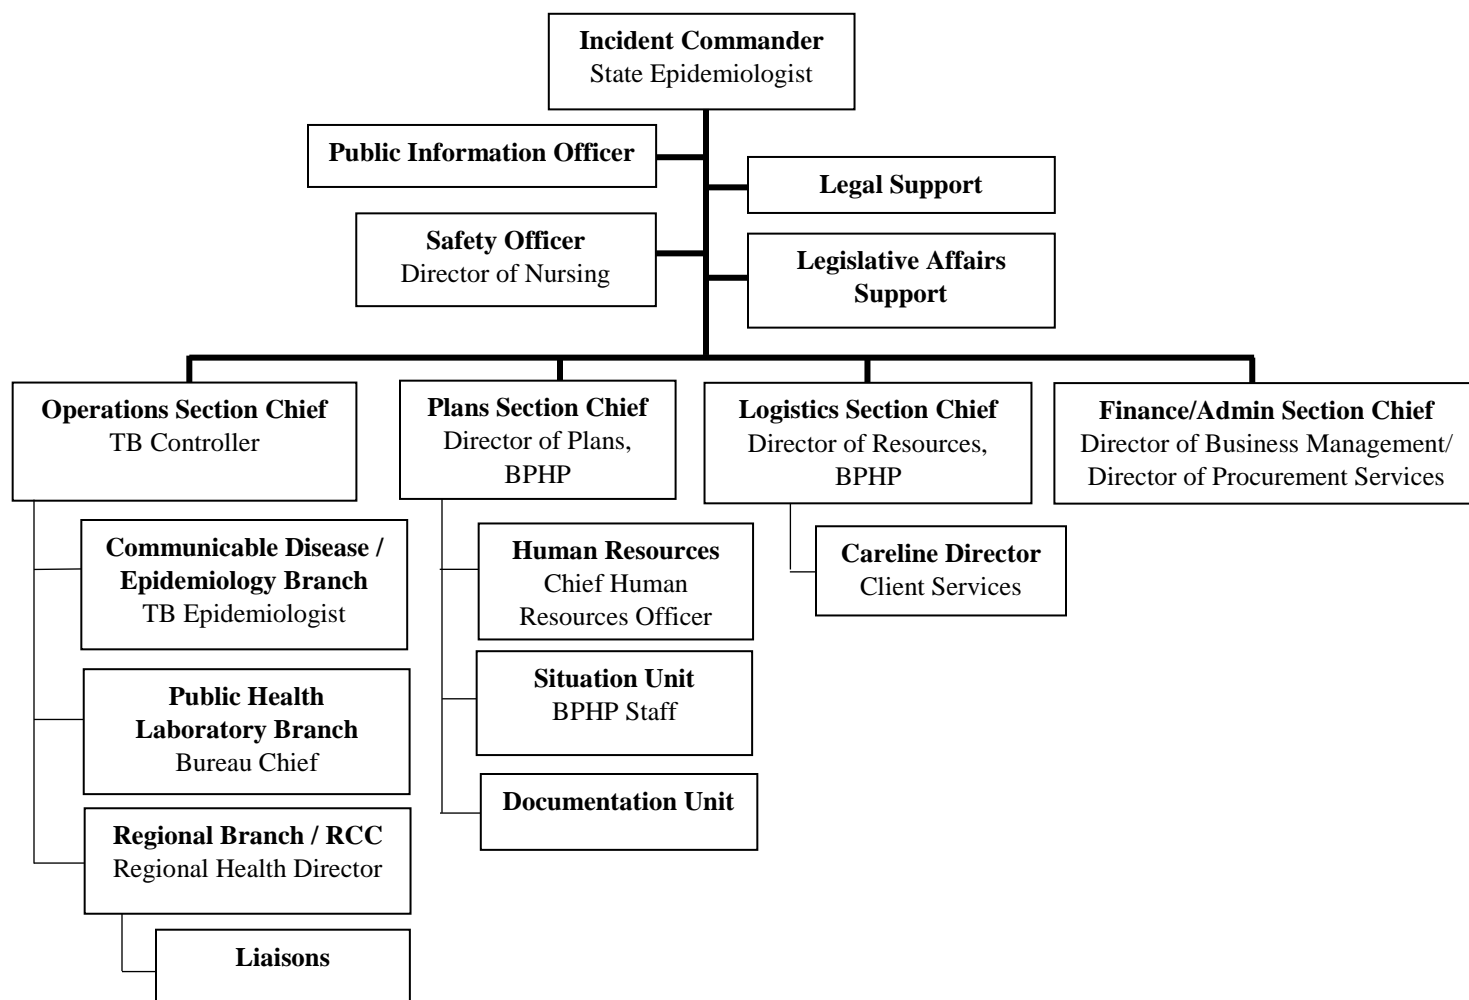 Incident Commander
State Epidemiologist
Public Information Officer
Legal Support
Safety Officer
Director of Nursing
Legislative Affairs
Support
Operations Section Chief
TB Controller
Plans Section Chief
Director of Plans,
BPHP
Logistics Section Chief
Director of Resources,
BPHP
Finance/Admin Section Chief
Director of Business Management/
Director of Procurement Services
Communicable Disease /
Epidemiology Branch
TB Epidemiologist
Public Health
Laboratory Branch
Bureau Chief
Regional Branch / RCC
Regional Health Director
Liaisons
Human Resources
Chief Human
Resources Officer
Situation Unit
BPHP Staff
Documentation Unit
Careline Director
Client Services